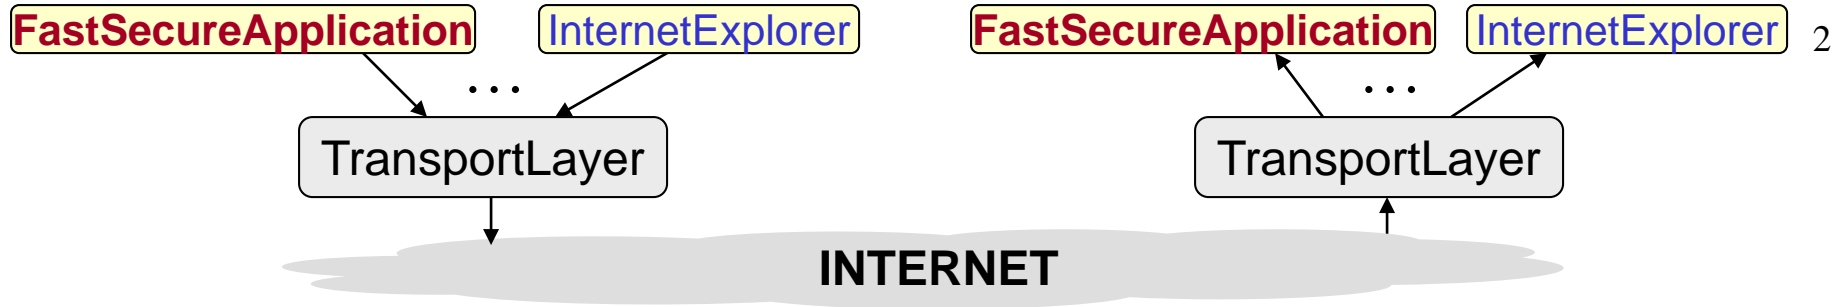 FastSecureApplication InternetExplorer FastSecureApplication InternetExplorer 2
... ...
TransportLayer TransportLayer
INTERNET